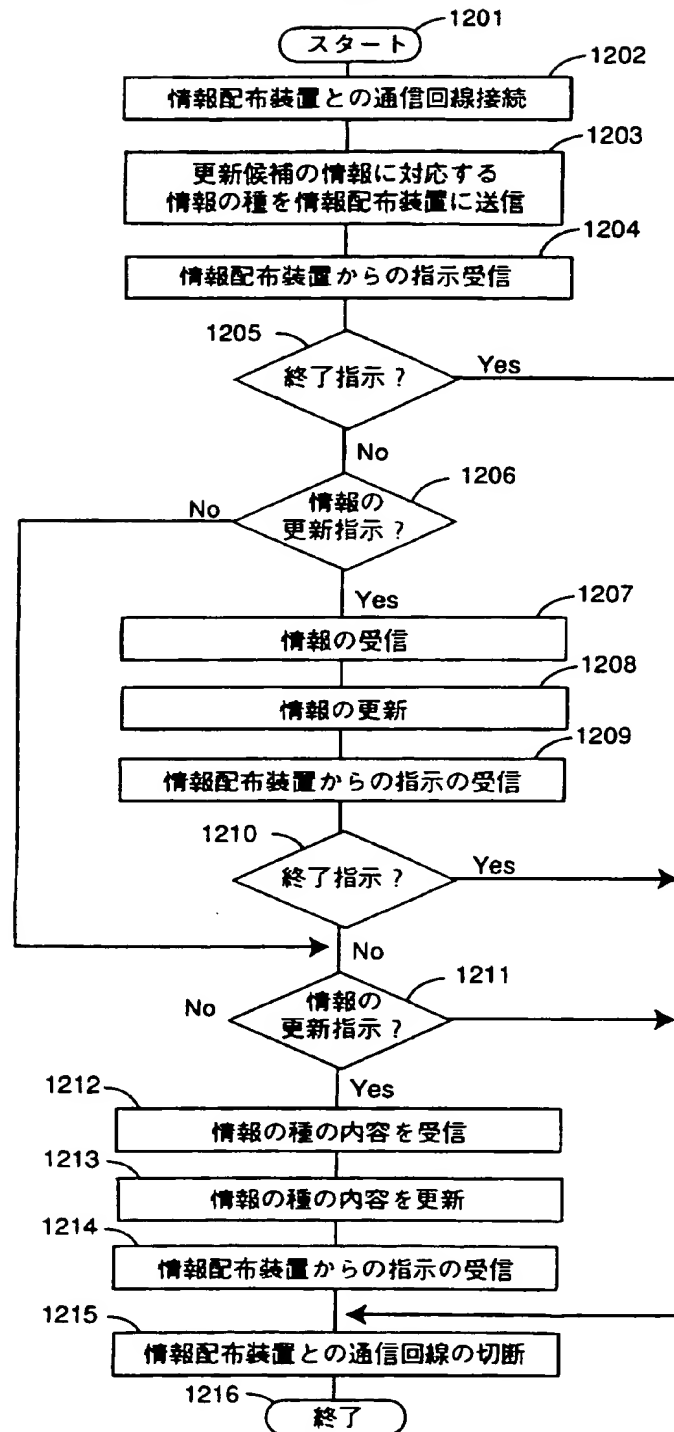 1201
スタート
1202
情報配布装置との通信回線接続
1203
更新候補の情報に対応する
情報の種を情報配布装置に送信
1204
情報配布装置からの指示受信
1205
終了指示？
Yes
No
1206
情報の
更新指示？
No
Yes
1207
情報の受信
1208
情報の更新
1209
情報配布装置からの指示の受信
1210
終了指示？
Yes
No
1211
情報の
更新指示？
No
Yes
1212
情報の種の内容を受信
1213
情報の種の内容を更新
1214
情報配布装置からの指示の受信
1215
情報配布装置との通信回線の切断
1216
終了